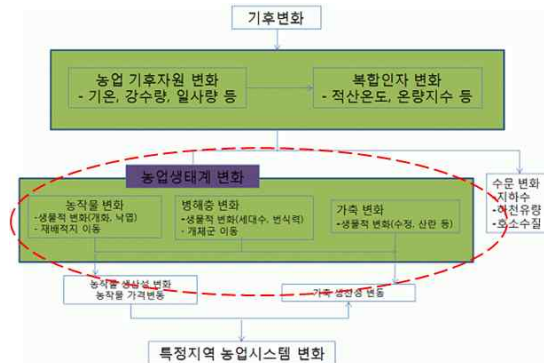 기후변화
농업 기후자원 변화
- 기온, 강수량, 일사량 등
복합인자 변화
- 적산온도, 온량지수 등
농업생태계 변화
농작물 변화
-생물적 변화(개화, 낙엽)
- 재배적지 이동
병해충 변화
-생물적 변화(세대수, 번식력)
- 개체군 이동
가축 변화
-생물적 변화(수정, 산란 등)
수문 변화
- 지하수
- 하천유량
- 호소수질
농작물 생산성 변화
농작물 가격변동
가축 생산성 변동
특정지역 농업시스템 변화